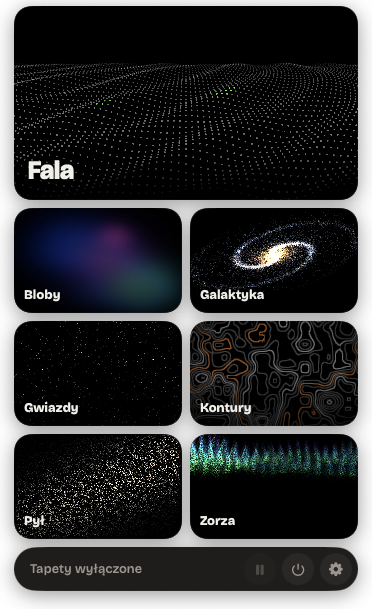 Fala
Bloby
Galaktyka
Gwiazdy
Kontury
Pył
Zorza
Tapety wyłączone